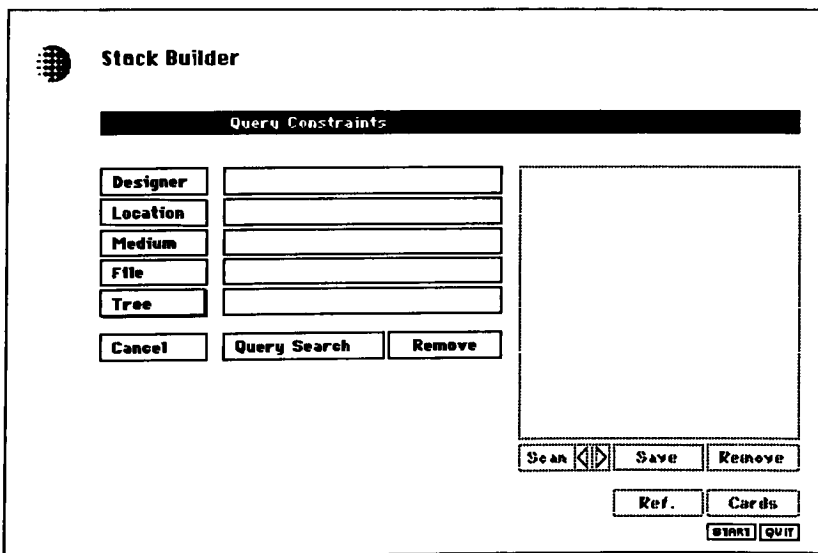 Stack Builder
Query Constraints
Designer
Location
Medium
File
Tree
Cancel Query Search Remove
Scan Save Remove
Ref. Cards
START QUIT